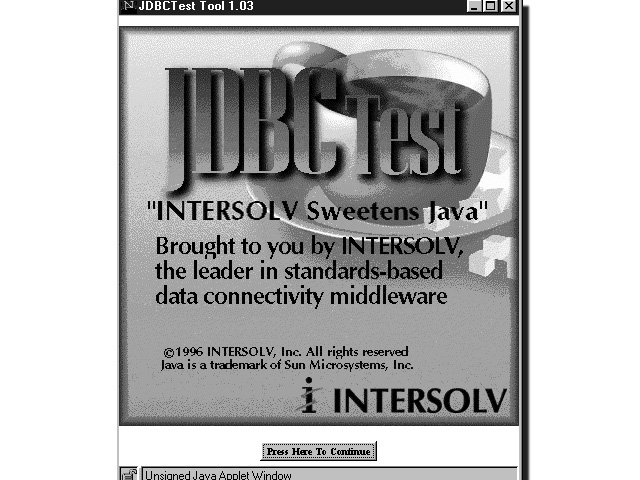 JDBCTest Tool 1.03
JDBCTest
"INTERSOLV Sweetens Java"
Brought to you by INTERSOLV,
the leader in standards-based
data connectivity middleware
©1996 INTERSOLV, Inc. All rights reserved
Java is a trademark of Sun Microsystems, Inc.
i INTERSOLV
Press Here To Continue
Unsigned Java Applet Window